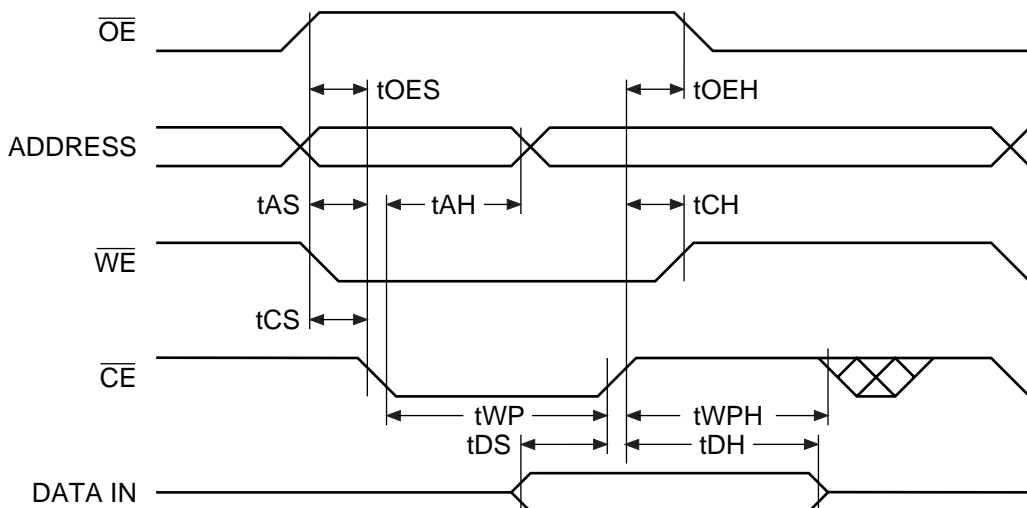 OE
tOES tOEH
ADDRESS
tAS tAH tCH
WE
tCS
CE
tWP tWPH
tDS tDH
DATA IN